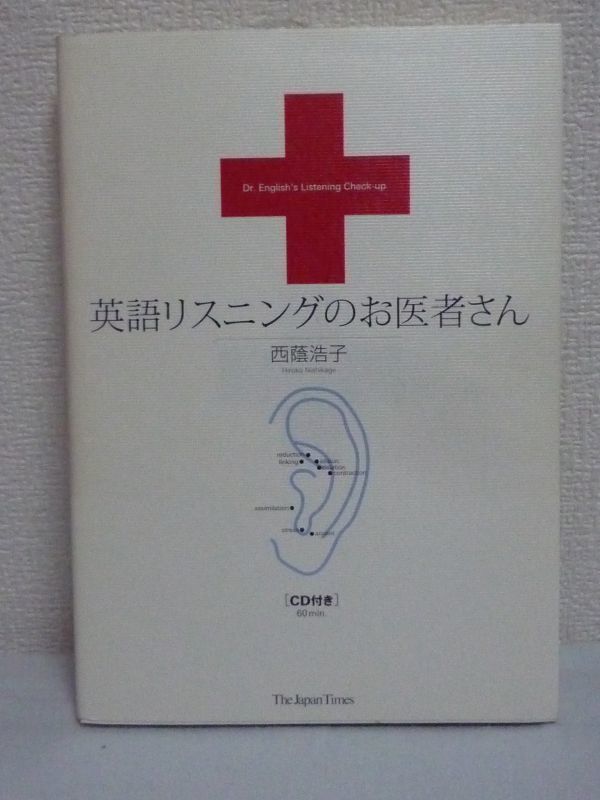 Dr. English's Listening Check-up
英語リスニングのお医者さん
西蔭浩子
Hiroko Nishikage
reduction
linking
elision
contraction
assimilation
stress
accent
[CD付き]
60 min.
The Japan Times